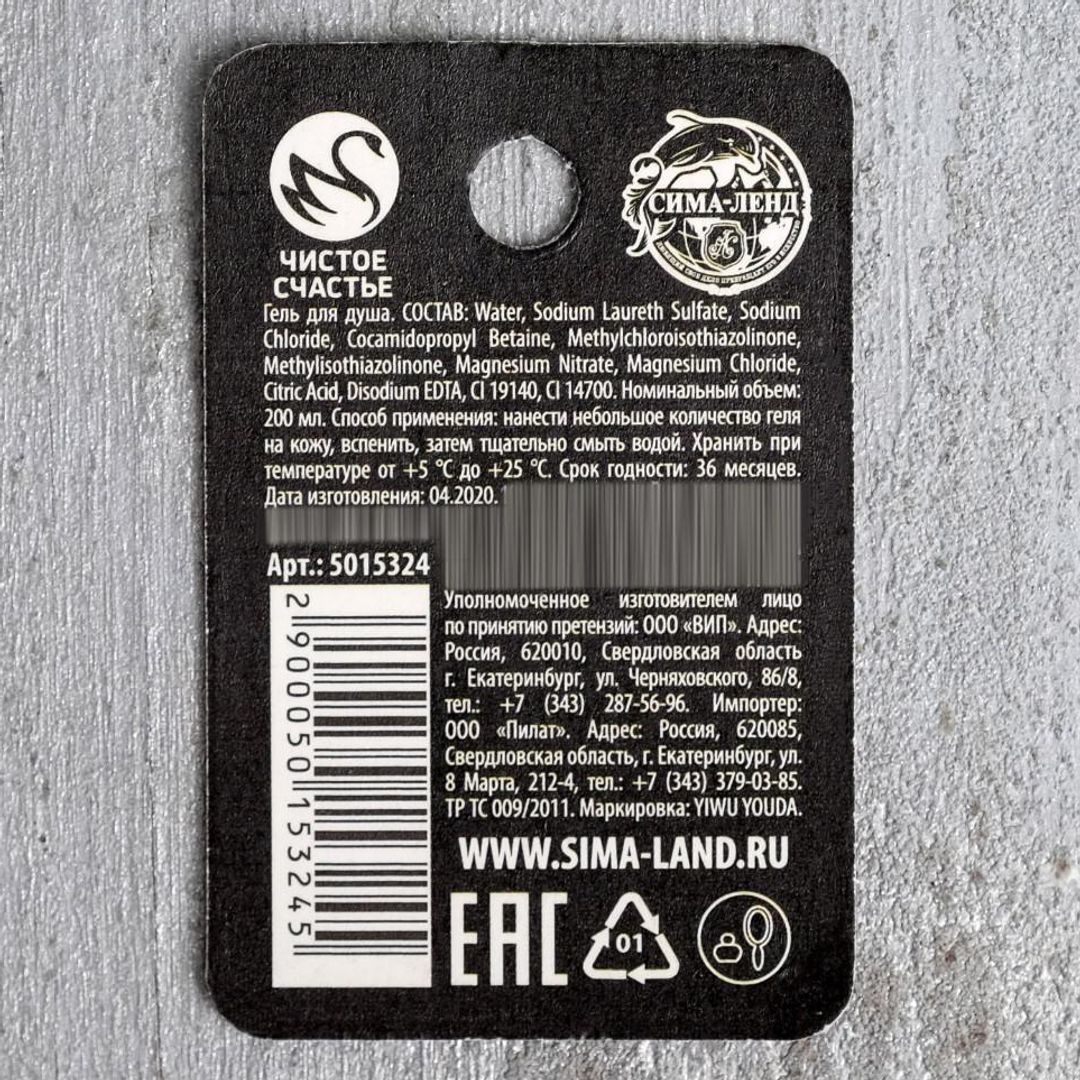 ЧИСТОЕ
СЧАСТЬЕ
СИМА-ЛЕНД
Гель для душа. СОСТАВ: Water, Sodium Laureth Sulfate, Sodium
Chloride, Cocamidopropyl Betaine, Methylchloroisothiazolinone,
Methylisothiazolinone, Magnesium Nitrate, Magnesium Chloride,
Citric Acid, Disodium EDTA, CI 19140, CI 14700. Номинальный объем:
200 мл. Способ применения: нанести небольшое количество геля
на кожу, вспенить, затем тщательно смыть водой. Хранить при
температуре от +5 °C до +25 °C. Срок годности: 36 месяцев.
Дата изготовления: 04.2020.
Арт.: 5015324
2 900050 153245
Уполномоченное изготовителем лицо
по принятию претензий: ООО «ВИП». Адрес:
Россия, 620010, Свердловская область
г. Екатеринбург, ул. Черняховского, 86/8,
тел.: +7 (343) 287-56-96. Импортер:
ООО «Пилат». Адрес: Россия, 620085,
Свердловская область, г. Екатеринбург, ул.
8 Марта, 212-4, тел.: +7 (343) 379-03-85.
ТР ТС 009/2011. Маркировка: YIWU YOUDA.
WWW.SIMA-LAND.RU
EAC
01